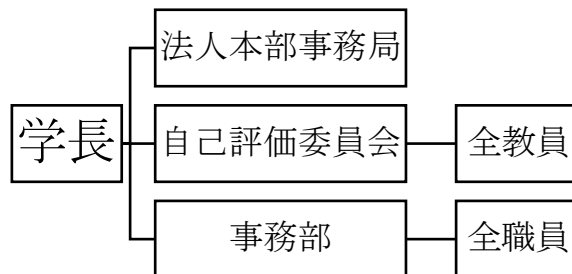 法人本部事務局
学長
自己評価委員会
全教員
事務部
全職員